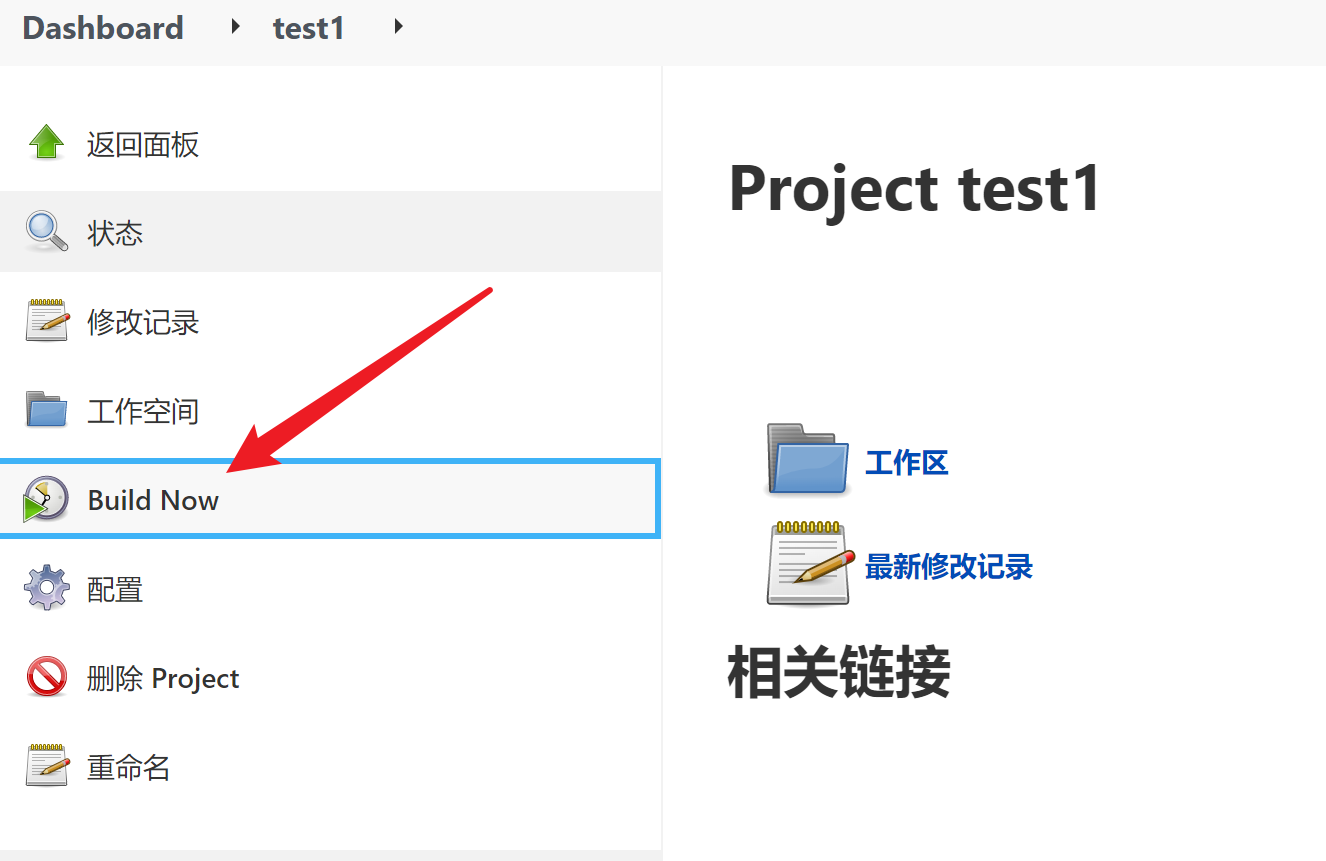 Dashboard test1
返回面板
状态
修改记录
工作空间
Build Now
配置
删除 Project
重命名
Project test1
工作区
最新修改记录
相关链接